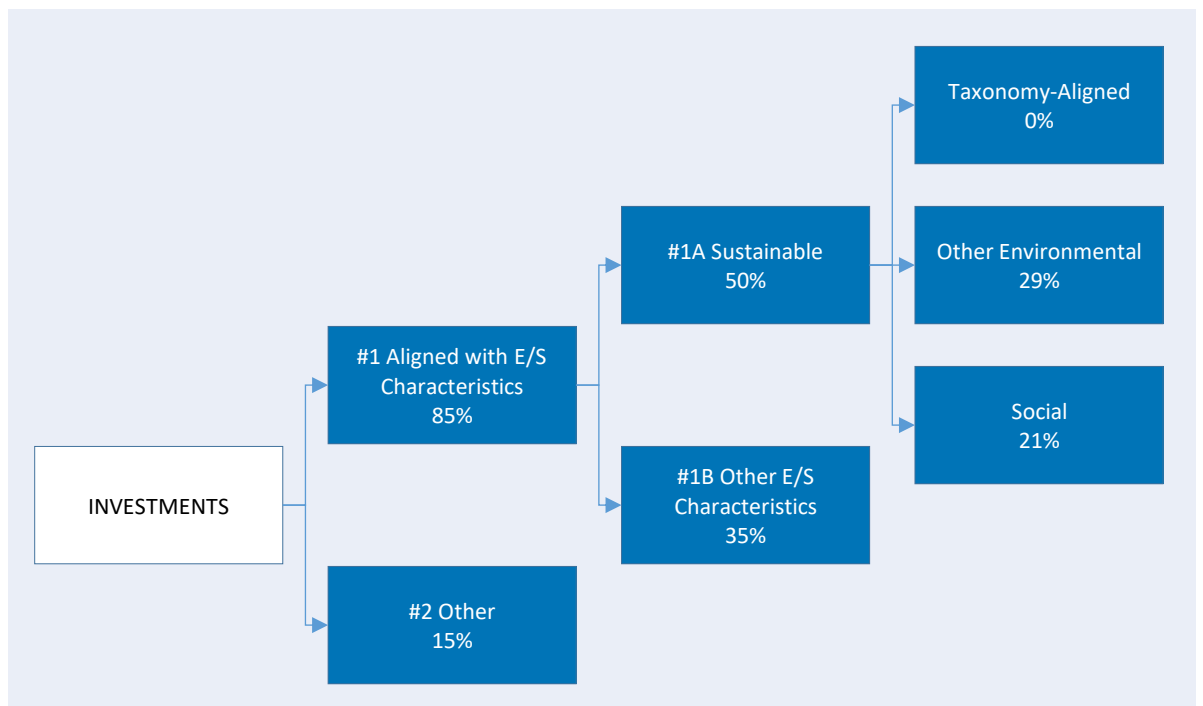 INVESTMENTS
#1 Aligned with E/S
Characteristics
85%
#2 Other
15%
#1A Sustainable
50%
#1B Other E/S
Characteristics
35%
Taxonomy-Aligned
0%
Other Environmental
29%
Social
21%